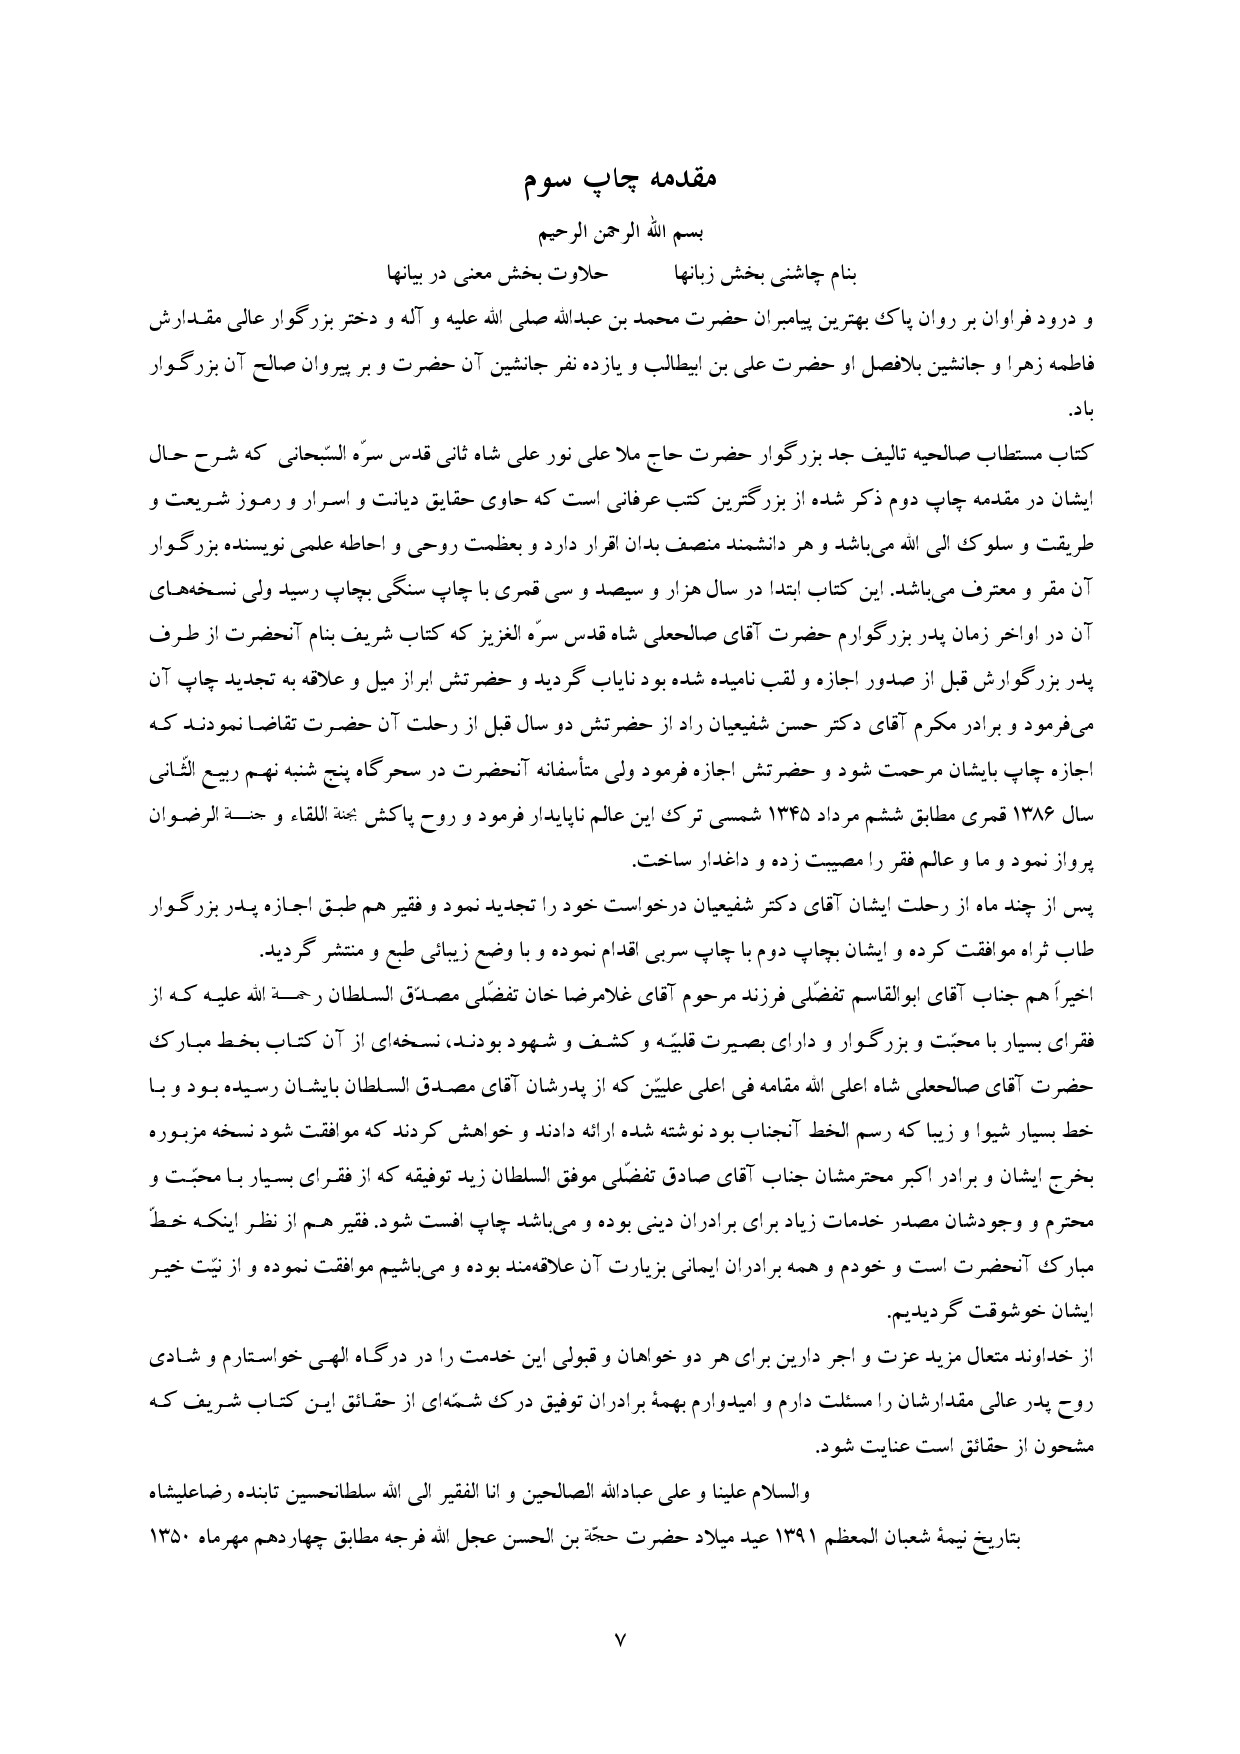 مقدمه چاپ سوم
بسم الله الرحمن الرحیم
بنام چاشنی بخش زبانها حلاوت بخش معنی در بیانها
و درود فراوان بر روان پاک بهترین پیامبران حضرت محمد بن عبدالله صلی الله علیه و آله و دختر بزرگوار عالی مقدارش
فاطمه زهرا و جانشین بلافصل او حضرت علی بن ابیطالب و یازده نفر جانشین آن حضرت و بر پیروان صالح آن بزرگوار
باد.
کتاب مستطاب صالحیه تالیف جد بزرگوار حضرت حاج ملا علی نور علی شاه ثانی قدس سرّه السّبحانی که شرح حال
ایشان در مقدمه چاپ دوم ذکر شده از بزرگترین کتب عرفانی است که حاوی حقایق دیانت و اسرار و رموز شریعت و
طریقت و سلوک الی الله می‌باشد و هر دانشمند منصف بدان اقرار دارد و بعظمت روحی و احاطه علمی نویسنده بزرگوار
آن مقر و معترف می‌باشد. این کتاب ابتدا در سال هزار و سیصد و سی قمری با چاپ سنگی بچاپ رسید ولی نسخه‌های
آن در اواخر زمان پدر بزرگوارم حضرت آقای صالحعلی شاه قدس سرّه الغزیز که کتاب شریف بنام آنحضرت از طرف
پدر بزرگوارش قبل از صدور اجازه و لقب نامیده شده بود نایاب گردید و حضرتش ابراز میل و علاقه به تجدید چاپ آن
می‌فرمود و برادر مکرم آقای دکتر حسن شفیعیان راد از حضرتش دو سال قبل از رحلت آن حضرت تقاضا نمودند که
اجازه چاپ بایشان مرحمت شود و حضرتش اجازه فرمود ولی متأسفانه آنحضرت در سحرگاه پنج شنبه نهم ربیع الثّانی
سال ۱۳۸۶ قمری مطابق ششم مرداد ۱۳۴۵ شمسی ترک این عالم ناپایدار فرمود و روح پاکش بجنة اللقاء و جنة الرضوان
پرواز نمود و ما و عالم فقر را مصیبت زده و داغدار ساخت.
پس از چند ماه از رحلت ایشان آقای دکتر شفیعیان درخواست خود را تجدید نمود و فقیر هم طبق اجازه پدر بزرگوار
طاب ثراه موافقت کرده و ایشان بچاپ دوم با چاپ سربی اقدام نموده و با وضع زیبائی طبع و منتشر گردید.
اخیراً هم جناب آقای ابوالقاسم تفضّلی فرزند مرحوم آقای غلامرضا خان تفضّلی مصدّق السلطان رحمة الله علیه که از
فقرای بسیار با محبّت و بزرگوار و دارای بصیرت قلبیّه و کشف و شهود بودند، نسخه‌ای از آن کتاب بخط مبارک
حضرت آقای صالحعلی شاه اعلی الله مقامه فی اعلی علیّین که از پدرشان آقای مصدق السلطان بایشان رسیده بود و با
خط بسیار شیوا و زیبا که رسم الخط آنجناب بود نوشته شده ارائه دادند و خواهش کردند که موافقت شود نسخه مزبوره
بخرج ایشان و برادر اکبر محترمشان جناب آقای صادق تفضّلی موفق السلطان زید توفیقه که از فقرای بسیار با محبّت و
محترم و وجودشان مصدر خدمات زیاد برای برادران دینی بوده و می‌باشد چاپ افست شود. فقیر هم از نظر اینکه خطّ
مبارک آنحضرت است و خودم و همه برادران ایمانی بزیارت آن علاقه‌مند بوده و می‌باشیم موافقت نموده و از نیّت خیر
ایشان خوشوقت گردیدیم.
از خداوند متعال مزید عزت و اجر دارین برای هر دو خواهان و قبولی این خدمت را در درگاه الهی خواستارم و شادی
روح پدر عالی مقدارشان را مسئلت دارم و امیدوارم بهمهٔ برادران توفیق درک شمّه‌ای از حقائق این کتاب شریف که
مشحون از حقائق است عنایت شود.
والسلام علینا و علی عبادالله الصالحین و انا الفقیر الی الله سلطانحسین تابنده رضاعلیشاه
بتاریخ نیمهٔ شعبان المعظم ۱۳۹۱ عید میلاد حضرت حجّة بن الحسن عجل الله فرجه مطابق چهاردهم مهرماه ۱۳۵۰
۷